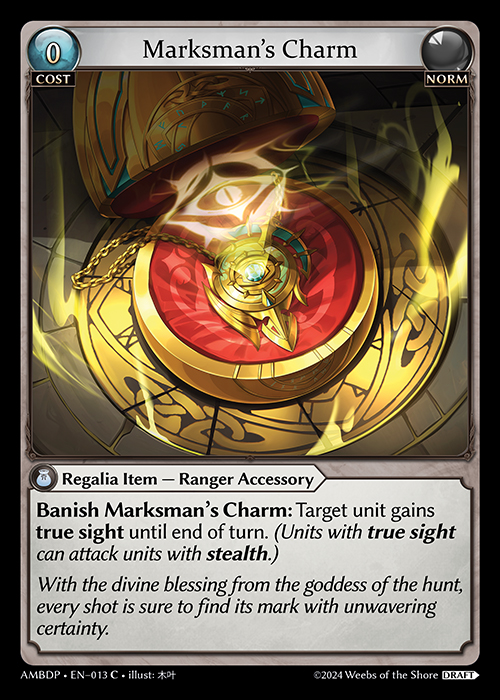 0
Marksman's Charm
COST
NORM
Regalia Item — Ranger Accessory
Banish Marksman's Charm: Target unit gains
true sight until end of turn. (Units with true sight
can attack units with stealth.)
With the divine blessing from the goddess of the hunt,
every shot is sure to find its mark with unwavering
certainty.
AMBDP • EN–013 C • illust: 木叶
©2024 Weebs of the Shore DRAFT